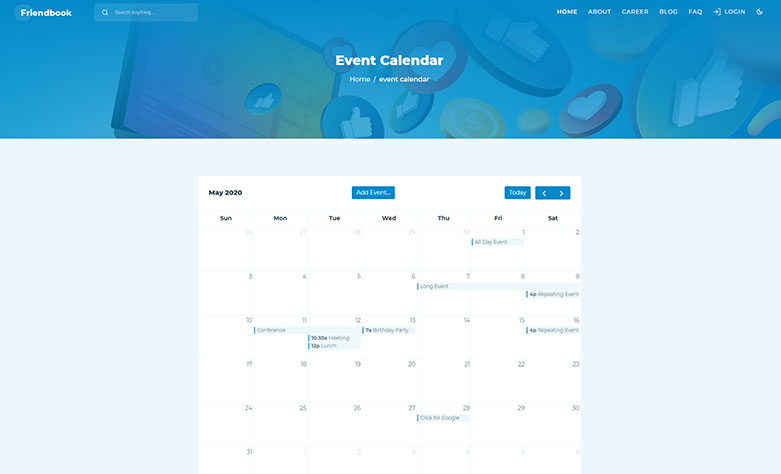 Friendbook
Search Anything...
HOME ABOUT CAREER BLOG FAQ LOGIN
Event Calendar
Home / event calendar
May 2020
Add Event...
Today
Sun Mon Tue Wed Thu Fri Sat
26 27 28 29 30 1 2
All Day Event
3 4 5 6 7 8 9
Long Event
4p Repeating Event
10 11 12 13 14 15 16
Conference
7a Birthday Party
4p Repeating Event
10:30a Meeting
12p Lunch
17 18 19 20 21 22 23
24 25 26 27 28 29 30
Click for Google
31 1 2 3 4 5 6